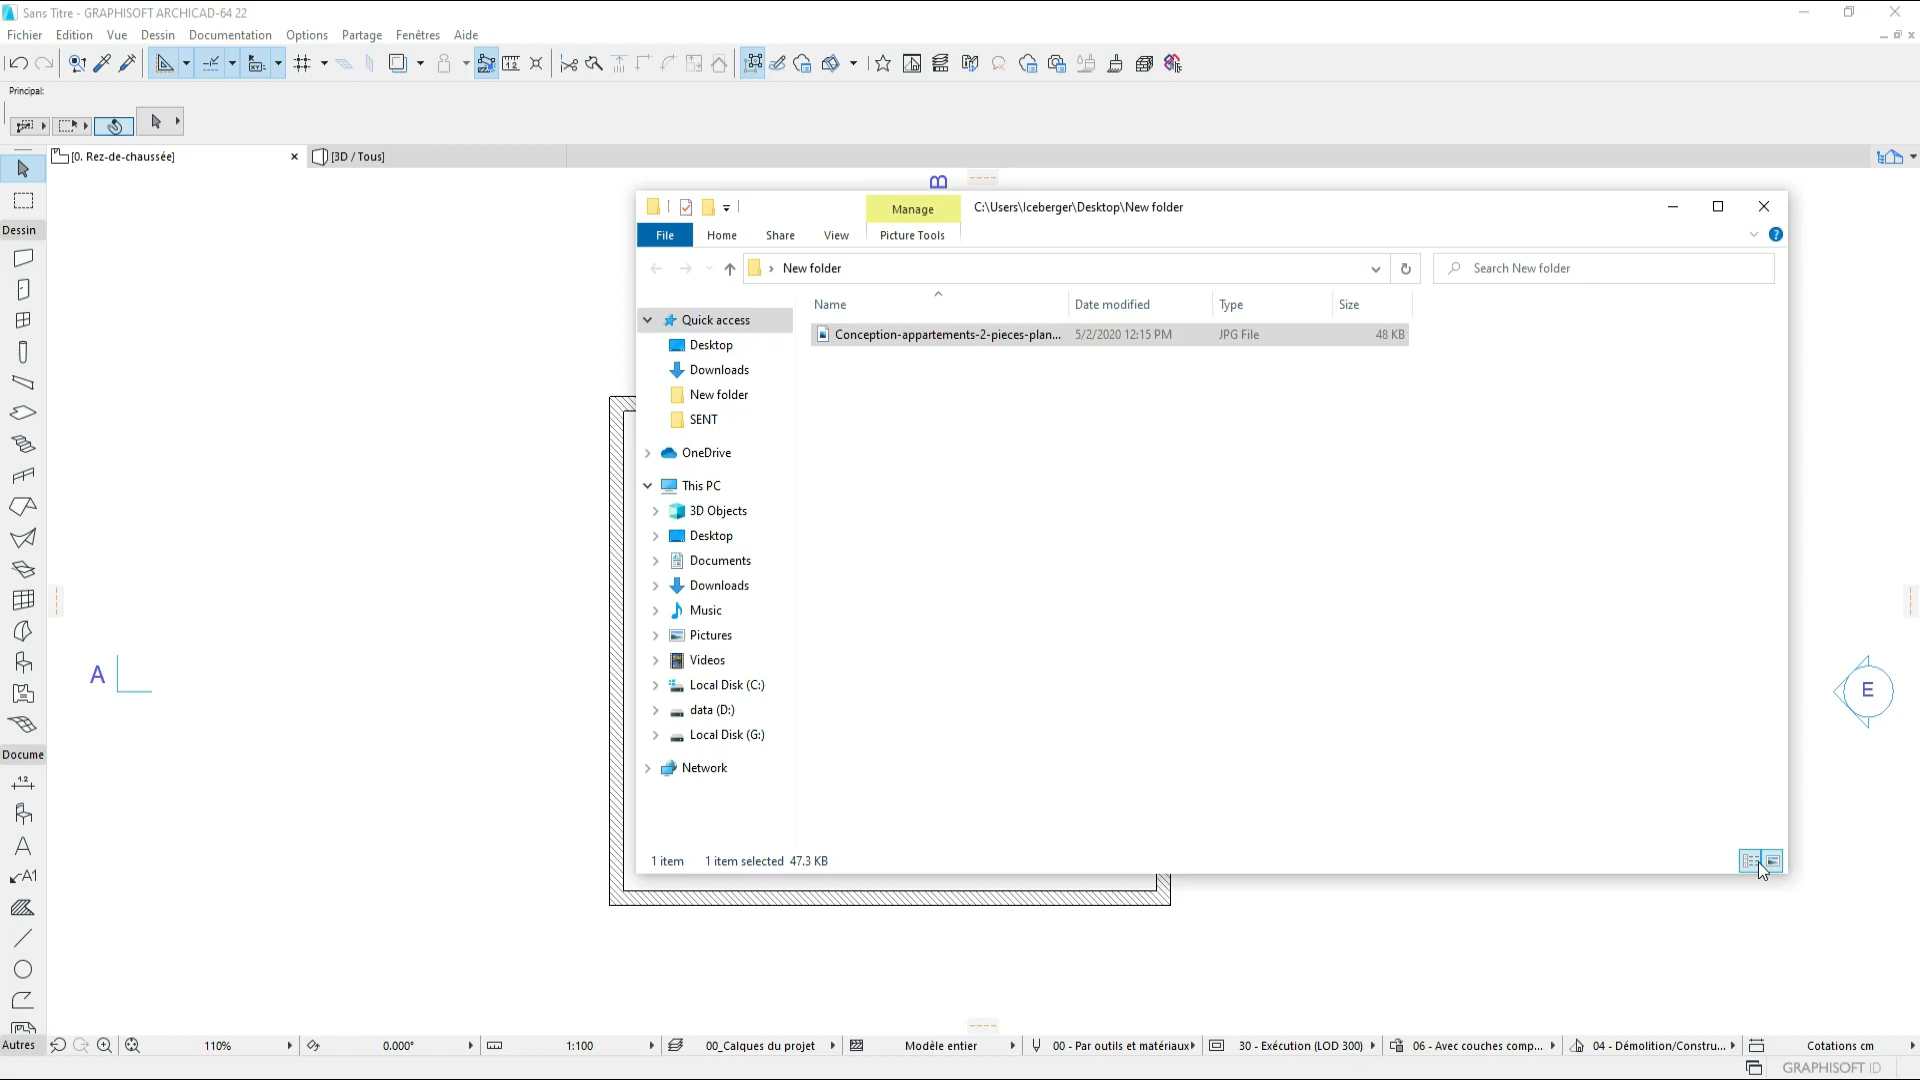 Sans Titre - GRAPHISOFT ARCHICAD-64 22
Fichier Edition Vue Dessin Documentation Options Partage Fenêtres Aide
Principal:
[0. Rez-de-chaussée] [3D / Tous]
B
Dessin
Manage C:\Users\Iceberger\Desktop\New folder
File Home Share View Picture Tools
New folder Search New folder
Name Date modified Type Size
Conception-appartements-2-pieces-plan... 5/2/2020 12:15 PM JPG File 48 KB
Quick access
Desktop
Downloads
New folder
SENT
OneDrive
This PC
3D Objects
Desktop
Documents
Downloads
Music
Pictures
Videos
Local Disk (C:)
data (D:)
Local Disk (G:)
Network
1 item 1 item selected 47.3 KB
A
E
Docume
1.2
A
A1
Autres 110% 0.000° 1:100 00_Calques du projet Modèle entier 00 - Par outils et matériaux 30 - Exécution (LOD 300) 06 - Avec couches comp... 04 - Démolition/Constru... Cotations cm
GRAPHISOFT ID